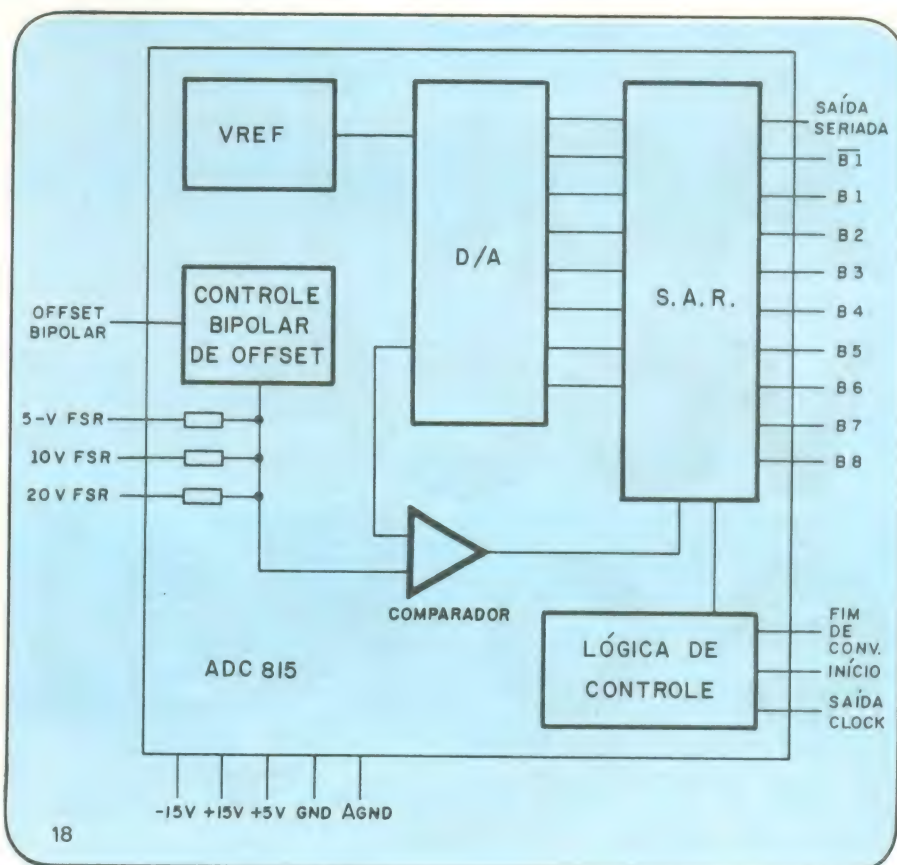 VREF
D/A
S.A.R.
SAÍDA
SERIADA
B̅1̅
B1
B2
B3
B4
B5
B6
B7
B8
OFFSET
BIPOLAR
CONTROLE
BIPOLAR
DE OFFSET
5-V FSR
10V FSR
20V FSR
COMPARADOR
ADC 815
LÓGICA DE
CONTROLE
FIM
DE
CONV.
INÍCIO
SAÍDA
CLOCK
-15V +15V +5V GND AGND
18